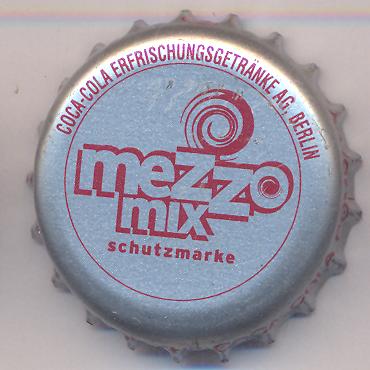 COCA-COLA ERFRISCHUNGSGETRÄNKE AG, BERLIN
mezzo
mix
schutzmarke